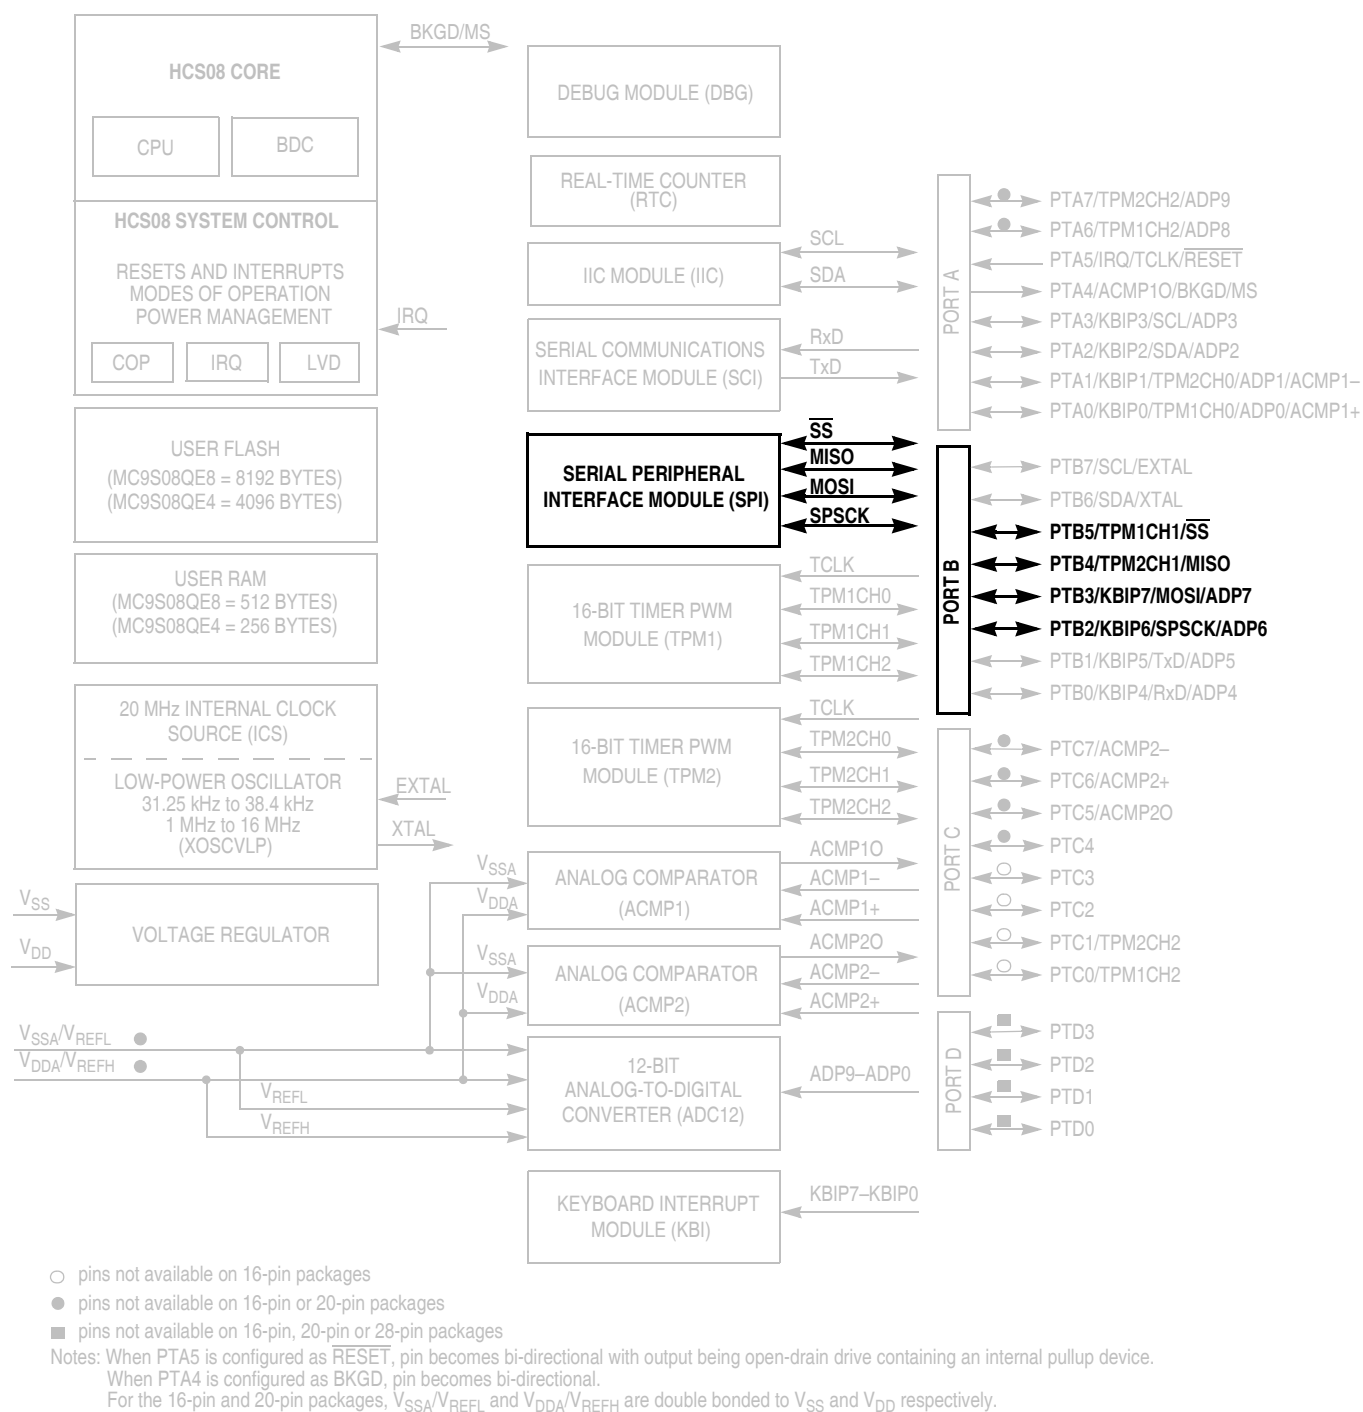 HCS08 CORE
CPU
BDC
BKGD/MS
HCS08 SYSTEM CONTROL
RESETS AND INTERRUPTS
MODES OF OPERATION
POWER MANAGEMENT
COP
IRQ
LVD
IRQ
USER FLASH
(MC9S08QE8 = 8192 BYTES)
(MC9S08QE4 = 4096 BYTES)
USER RAM
(MC9S08QE8 = 512 BYTES)
(MC9S08QE4 = 256 BYTES)
20 MHz INTERNAL CLOCK
SOURCE (ICS)
LOW-POWER OSCILLATOR
31.25 kHz to 38.4 kHz
1 MHz to 16 MHz
(XOSCVLP)
EXTAL
XTAL
VSS
VDD
VOLTAGE REGULATOR
VSSA/VREFL
VDDA/VREFH
VREFL
VREFH
DEBUG MODULE (DBG)
REAL-TIME COUNTER
(RTC)
IIC MODULE (IIC)
SCL
SDA
SERIAL COMMUNICATIONS
INTERFACE MODULE (SCI)
RxD
TxD
SERIAL PERIPHERAL
INTERFACE MODULE (SPI)
SS
MISO
MOSI
SPSCK
16-BIT TIMER PWM
MODULE (TPM1)
TCLK
TPM1CH0
TPM1CH1
TPM1CH2
16-BIT TIMER PWM
MODULE (TPM2)
TCLK
TPM2CH0
TPM2CH1
TPM2CH2
VSSA
VDDA
ANALOG COMPARATOR
(ACMP1)
ACMP1O
ACMP1–
ACMP1+
VSSA
VDDA
ANALOG COMPARATOR
(ACMP2)
ACMP2O
ACMP2–
ACMP2+
12-BIT
ANALOG-TO-DIGITAL
CONVERTER (ADC12)
ADP9–ADP0
KEYBOARD INTERRUPT
MODULE (KBI)
KBIP7–KBIP0
PORT A
PTA7/TPM2CH2/ADP9
PTA6/TPM1CH2/ADP8
PTA5/IRQ/TCLK/RESET
PTA4/ACMP1O/BKGD/MS
PTA3/KBIP3/SCL/ADP3
PTA2/KBIP2/SDA/ADP2
PTA1/KBIP1/TPM2CH0/ADP1/ACMP1–
PTA0/KBIP0/TPM1CH0/ADP0/ACMP1+
PORT B
PTB7/SCL/EXTAL
PTB6/SDA/XTAL
PTB5/TPM1CH1/SS
PTB4/TPM2CH1/MISO
PTB3/KBIP7/MOSI/ADP7
PTB2/KBIP6/SPSCK/ADP6
PTB1/KBIP5/TxD/ADP5
PTB0/KBIP4/RxD/ADP4
PORT C
PTC7/ACMP2–
PTC6/ACMP2+
PTC5/ACMP2O
PTC4
PTC3
PTC2
PTC1/TPM2CH2
PTC0/TPM1CH2
PORT D
PTD3
PTD2
PTD1
PTD0
pins not available on 16-pin packages
pins not available on 16-pin or 20-pin packages
pins not available on 16-pin, 20-pin or 28-pin packages
Notes: When PTA5 is configured as RESET, pin becomes bi-directional with output being open-drain drive containing an internal pullup device.
When PTA4 is configured as BKGD, pin becomes bi-directional.
For the 16-pin and 20-pin packages, VSSA/VREFL and VDDA/VREFH are double bonded to VSS and VDD respectively.